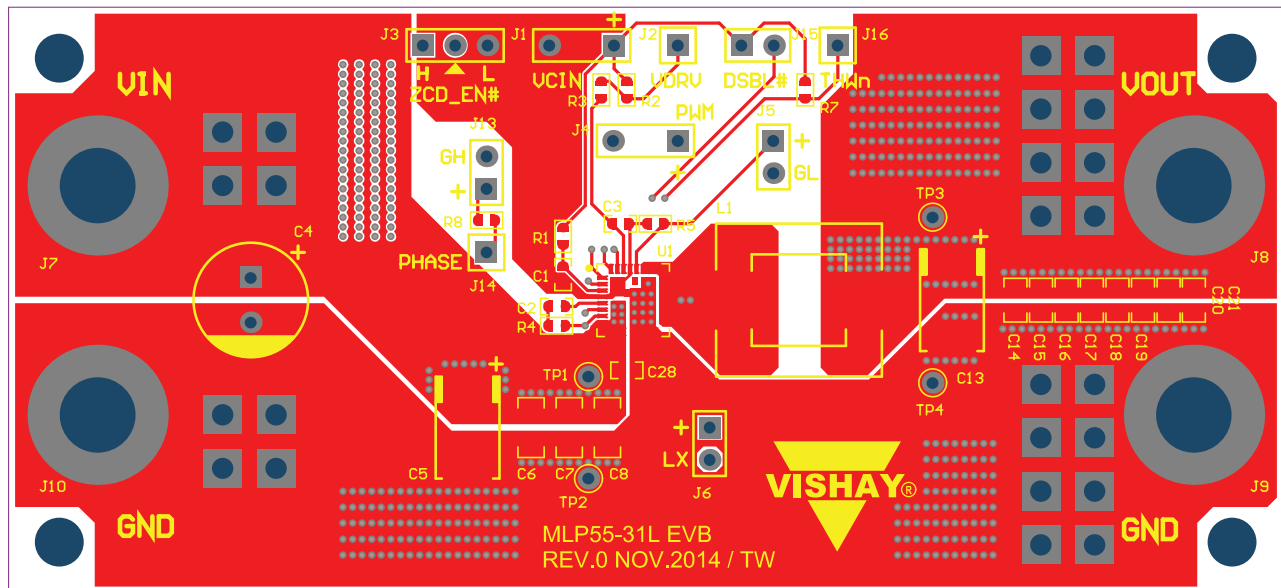 J3
J1
+
J2
J15
J16
H
L
ZCD_EN#
VCIN
VDRV
DSBL#
THWn
VIN
VOUT
R3
R2
R7
PWM
J5
J4
+
+
GL
J13
GH
+
R8
PHASE
J14
TP3
C3
R5
L1
R1
U1
C1
C2
R4
C4
+
+
J7
J8
C20
C21
C14
C15
C16
C17
C18
C19
C13
TP4
TP1
C28
+
C5
C6
C7
C8
TP2
+
LX
J6
VISHAY®
J10
J9
GND
GND
MLP55-31L EVB
REV.0 NOV.2014 / TW